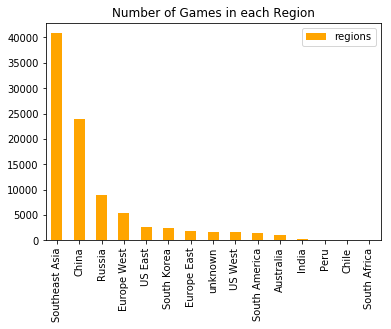 Number of Games in each Region
regions
40000
35000
30000
25000
20000
15000
10000
5000
0
Southeast Asia
China
Russia
Europe West
US East
South Korea
Europe East
unknown
US West
South America
Australia
India
Peru
Chile
South Africa